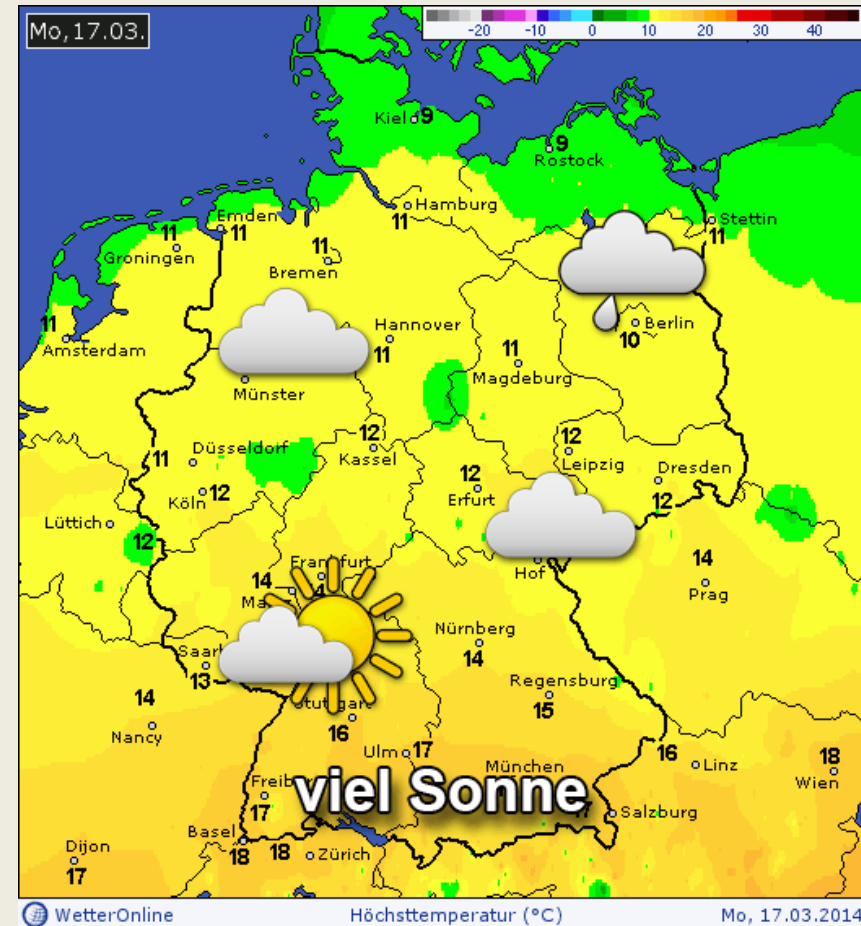 Mo,17.03.
-20 -10 0 10 20 30 40
Kiel 9
9
Rostock
Hamburg
11
Emden
11
Stettin
11
11
Groningen
11
Bremen
11
Amsterdam
Hannover
11
Berlin
10
11
Magdeburg
Münster
12
Kassel
12
Leipzig
Düsseldorf
11
Dresden
12
12
Erfurt
Köln 12
Lüttich
12
Hof
14
Prag
Frankfurt
14
Nürnberg
14
13
Regensburg
15
14
Nancy
Stuttgart
16
Ulm 17
16
Linz
18
Wien
München
Freiburg
17
viel Sonne
17
Salzburg
Basel
18
18
Zürich
Dijon
17
WetterOnline Höchsttemperatur (°C) Mo, 17.03.2014